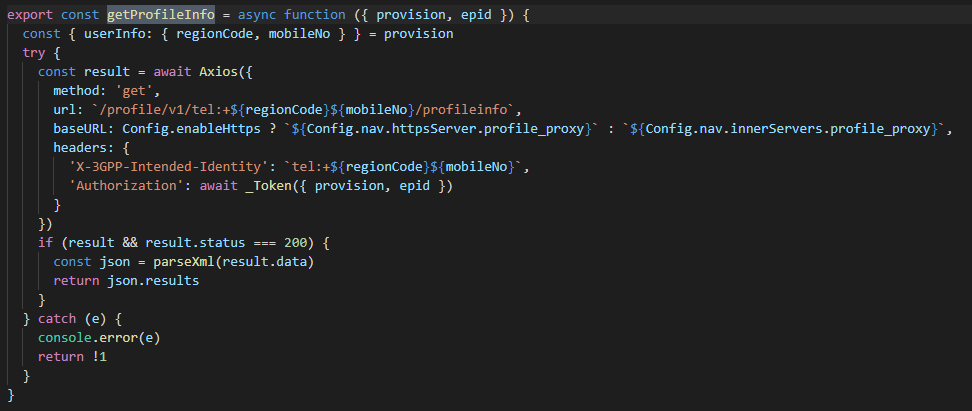 export const getProfileInfo = async function ({ provision, epid }) {
  const { userInfo: { regionCode, mobileNo } } = provision
  try {
    const result = await Axios({
      method: 'get',
      url: `/profile/v1/tel:+${regionCode}${mobileNo}/profileinfo`,
      baseURL: Config.enableHttps ? `${Config.nav.httpsServer.profile_proxy}` : `${Config.nav.innerServers.profile_proxy}`,
      headers: {
        'X-3GPP-Intended-Identity': `tel:+${regionCode}${mobileNo}`,
        'Authorization': await _Token({ provision, epid })
      }
    })
    if (result && result.status === 200) {
      const json = parseXml(result.data)
      return json.results
    }
  } catch (e) {
    console.error(e)
    return !1
  }
}